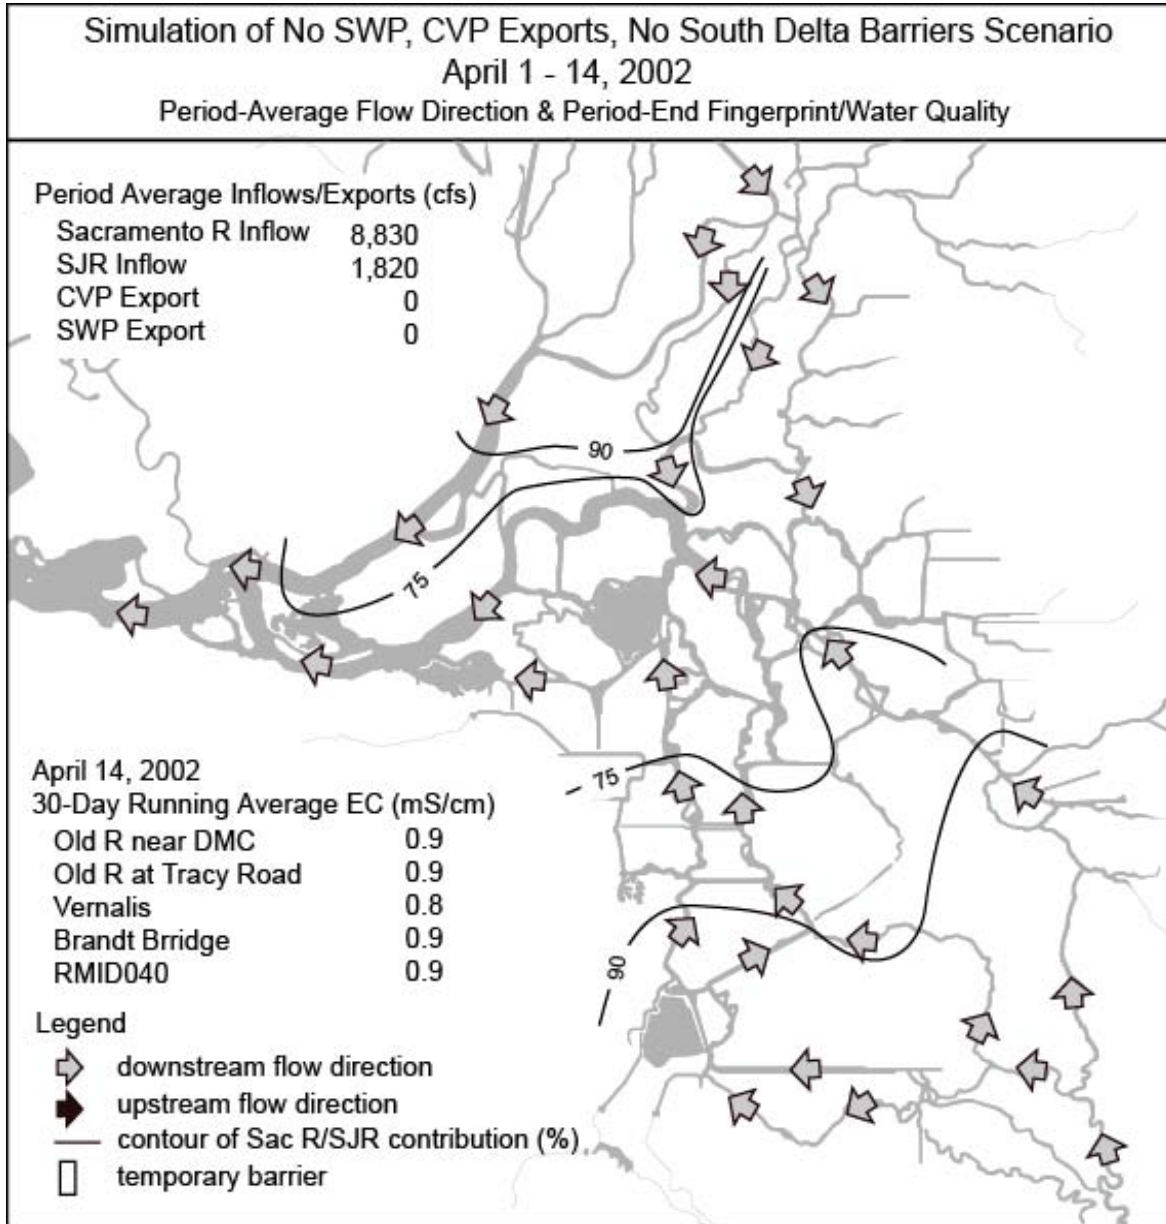 Simulation of No SWP, CVP Exports, No South Delta Barriers Scenario
April 1 - 14, 2002
Period-Average Flow Direction & Period-End Fingerprint/Water Quality
Period Average Inflows/Exports (cfs)
Sacramento R Inflow 8,830
SJR Inflow 1,820
CVP Export 0
SWP Export 0
90
75
75
90
April 14, 2002
30-Day Running Average EC (mS/cm)
Old R near DMC 0.9
Old R at Tracy Road 0.9
Vernalis 0.8
Brandt Brridge 0.9
RMID040 0.9
Legend
downstream flow direction
upstream flow direction
contour of Sac R/SJR contribution (%)
temporary barrier